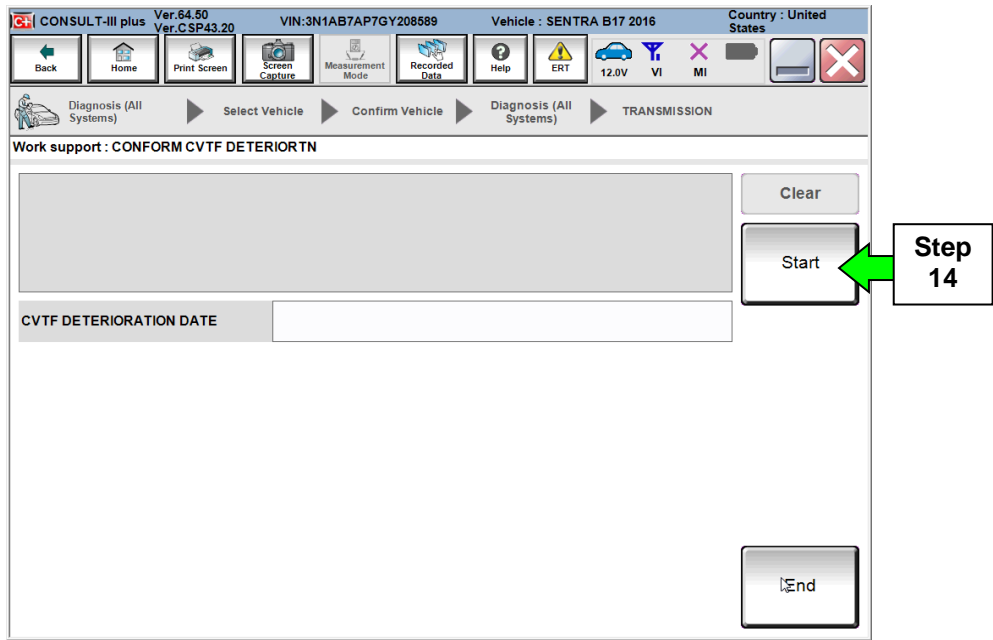 CONSULT-III plus Ver.64.50 VIN:3N1AB7AP7GY208589 Vehicle : SENTRA B17 2016 Country : United
Ver.CSP43.20 States
Back
Home
Print Screen
Screen
Capture
Measurement
Mode
Recorded
Data
Help
ERT
12.0V
VI
MI
Diagnosis (All
Systems)
Select Vehicle
Confirm Vehicle
Diagnosis (All
Systems)
TRANSMISSION
Work support : CONFORM CVTF DETERIORTN
Clear
Start
Step
14
CVTF DETERIORATION DATE
End